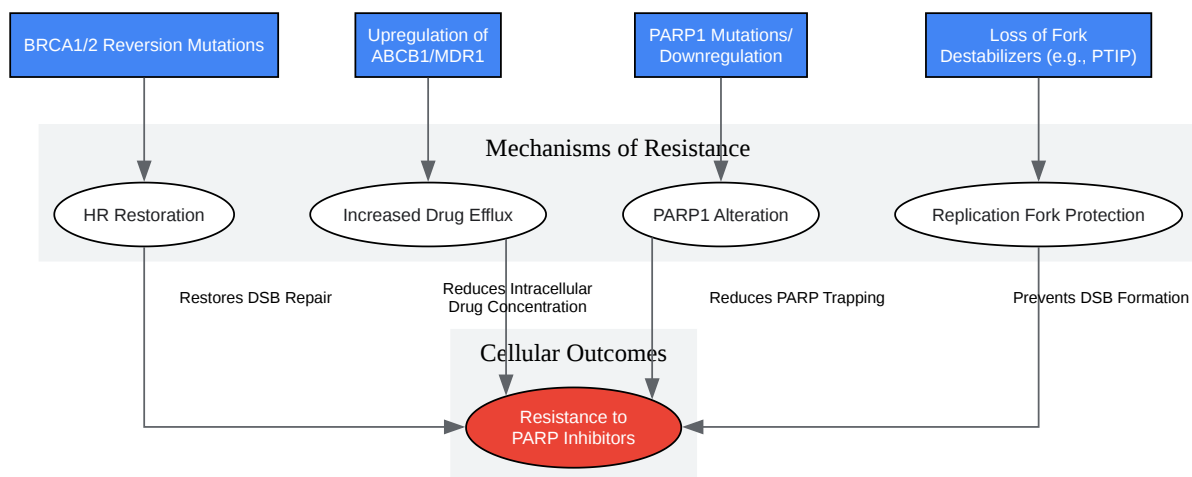 BRCA1/2 Reversion Mutations
Upregulation of
ABCB1/MDR1
PARP1 Mutations/
Downregulation
Loss of Fork
Destabilizers (e.g., PTIP)
Mechanisms of Resistance
HR Restoration
Increased Drug Efflux
PARP1 Alteration
Replication Fork Protection
Restores DSB Repair
Reduces Intracellular
Drug Concentration
Reduces PARP Trapping
Prevents DSB Formation
Cellular Outcomes
Resistance to
PARP Inhibitors